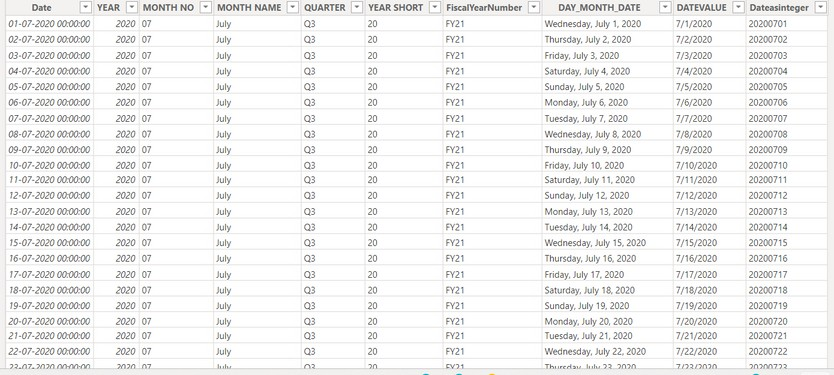 Date YEAR MONTH NO MONTH NAME QUARTER YEAR SHORT FiscalYearNumber DAY_MONTH_DATE DATEVALUE Dateasinteger
01-07-2020 00:00:00 2020 07 July Q3 20 FY21 Wednesday, July 1, 2020 7/1/2020 20200701
02-07-2020 00:00:00 2020 07 July Q3 20 FY21 Thursday, July 2, 2020 7/2/2020 20200702
03-07-2020 00:00:00 2020 07 July Q3 20 FY21 Friday, July 3, 2020 7/3/2020 20200703
04-07-2020 00:00:00 2020 07 July Q3 20 FY21 Saturday, July 4, 2020 7/4/2020 20200704
05-07-2020 00:00:00 2020 07 July Q3 20 FY21 Sunday, July 5, 2020 7/5/2020 20200705
06-07-2020 00:00:00 2020 07 July Q3 20 FY21 Monday, July 6, 2020 7/6/2020 20200706
07-07-2020 00:00:00 2020 07 July Q3 20 FY21 Tuesday, July 7, 2020 7/7/2020 20200707
08-07-2020 00:00:00 2020 07 July Q3 20 FY21 Wednesday, July 8, 2020 7/8/2020 20200708
09-07-2020 00:00:00 2020 07 July Q3 20 FY21 Thursday, July 9, 2020 7/9/2020 20200709
10-07-2020 00:00:00 2020 07 July Q3 20 FY21 Friday, July 10, 2020 7/10/2020 20200710
11-07-2020 00:00:00 2020 07 July Q3 20 FY21 Saturday, July 11, 2020 7/11/2020 20200711
12-07-2020 00:00:00 2020 07 July Q3 20 FY21 Sunday, July 12, 2020 7/12/2020 20200712
13-07-2020 00:00:00 2020 07 July Q3 20 FY21 Monday, July 13, 2020 7/13/2020 20200713
14-07-2020 00:00:00 2020 07 July Q3 20 FY21 Tuesday, July 14, 2020 7/14/2020 20200714
15-07-2020 00:00:00 2020 07 July Q3 20 FY21 Wednesday, July 15, 2020 7/15/2020 20200715
16-07-2020 00:00:00 2020 07 July Q3 20 FY21 Thursday, July 16, 2020 7/16/2020 20200716
17-07-2020 00:00:00 2020 07 July Q3 20 FY21 Friday, July 17, 2020 7/17/2020 20200717
18-07-2020 00:00:00 2020 07 July Q3 20 FY21 Saturday, July 18, 2020 7/18/2020 20200718
19-07-2020 00:00:00 2020 07 July Q3 20 FY21 Sunday, July 19, 2020 7/19/2020 20200719
20-07-2020 00:00:00 2020 07 July Q3 20 FY21 Monday, July 20, 2020 7/20/2020 20200720
21-07-2020 00:00:00 2020 07 July Q3 20 FY21 Tuesday, July 21, 2020 7/21/2020 20200721
22-07-2020 00:00:00 2020 07 July Q3 20 FY21 Wednesday, July 22, 2020 7/22/2020 20200722
23-07-2020 00:00:00 2020 07 July Q3 20 FY21 Thursday, July 23, 2020 7/23/2020 20200723